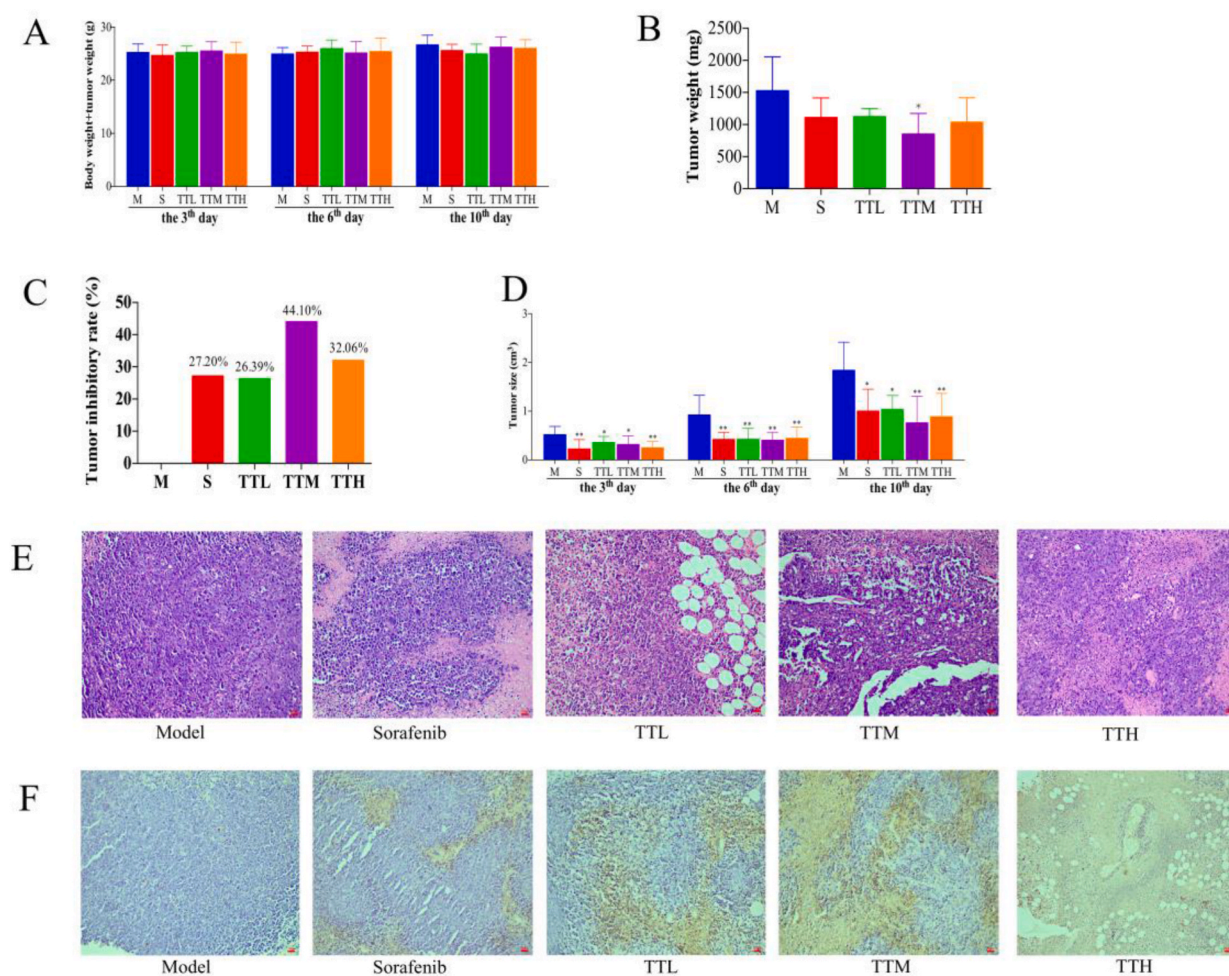 A
Body weight+tumor weight (g)
30
20
10
0
M S TTL TTM TTH M S TTL TTM TTH M S TTL TTM TTH
the 3th day the 6th day the 10th day
B
Tumor weight (mg)
2500
2000
1500
1000
500
0
*
M S TTL TTM TTH
C
Tumor inhibitory rate (%)
50
40
30
20
10
0
27.20% 26.39% 44.10% 32.06%
M S TTL TTM TTH
D
Tumor size (cm3)
3
2
1
0
** * * ** ** ** ** ** * * ** **
M S TTL TTM TTH M S TTL TTM TTH M S TTL TTM TTH
the 3th day the 6th day the 10th day
E
Model Sorafenib TTL TTM TTH
F
Model Sorafenib TTL TTM TTH